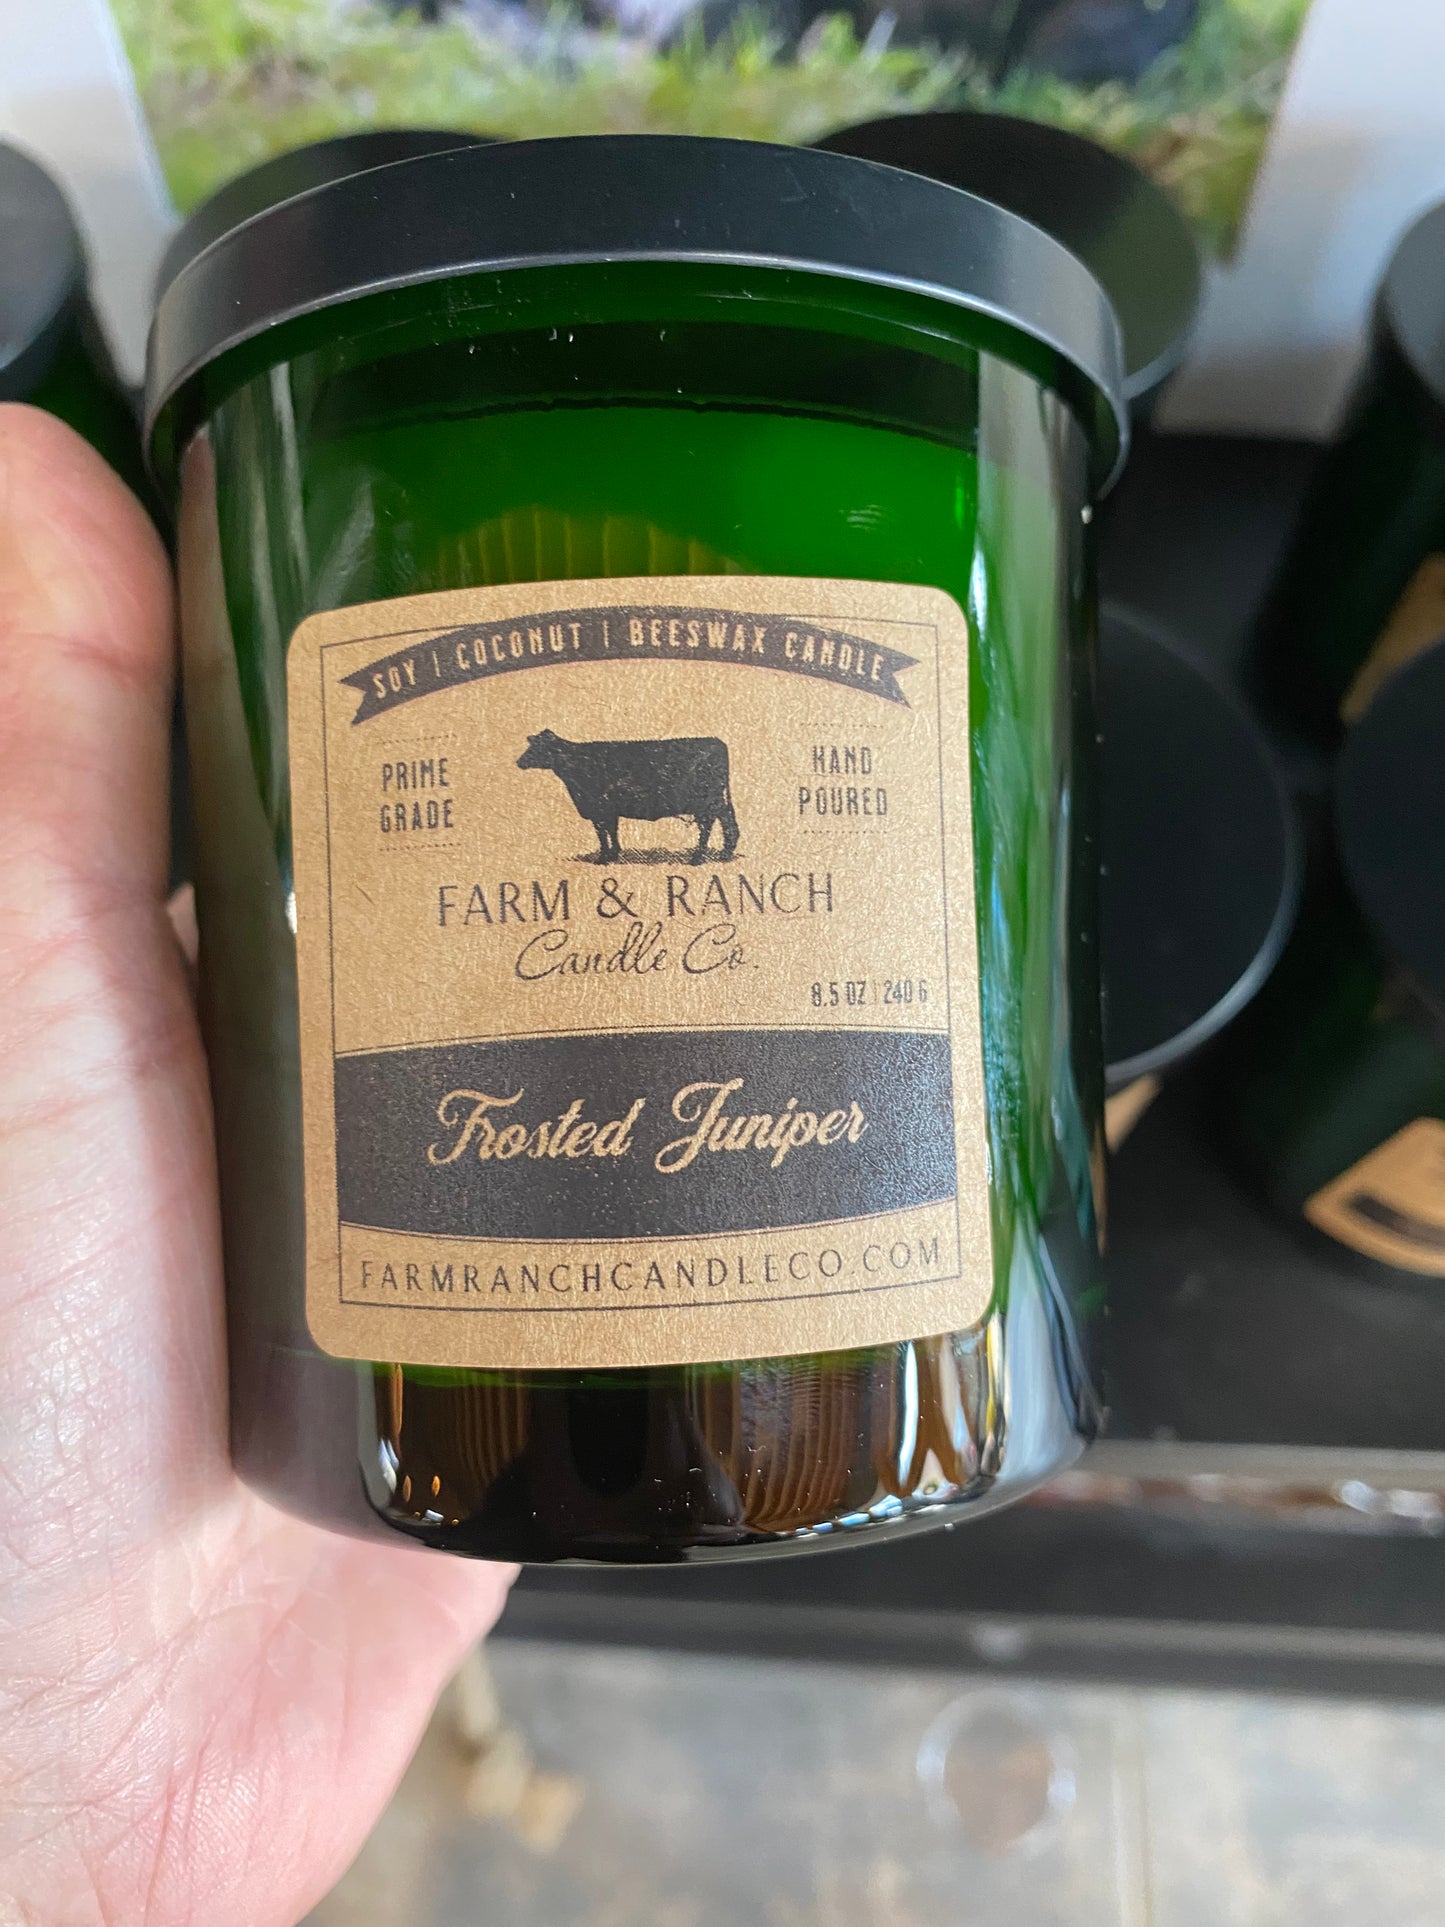 SOY | COCONUT | BEESWAX CANDLE
PRIME
GRADE
HAND
POURED
FARM & RANCH
Candle Co.
8.5 OZ | 240 G
Frosted Juniper
FARMRANCHCANDLECO.COM